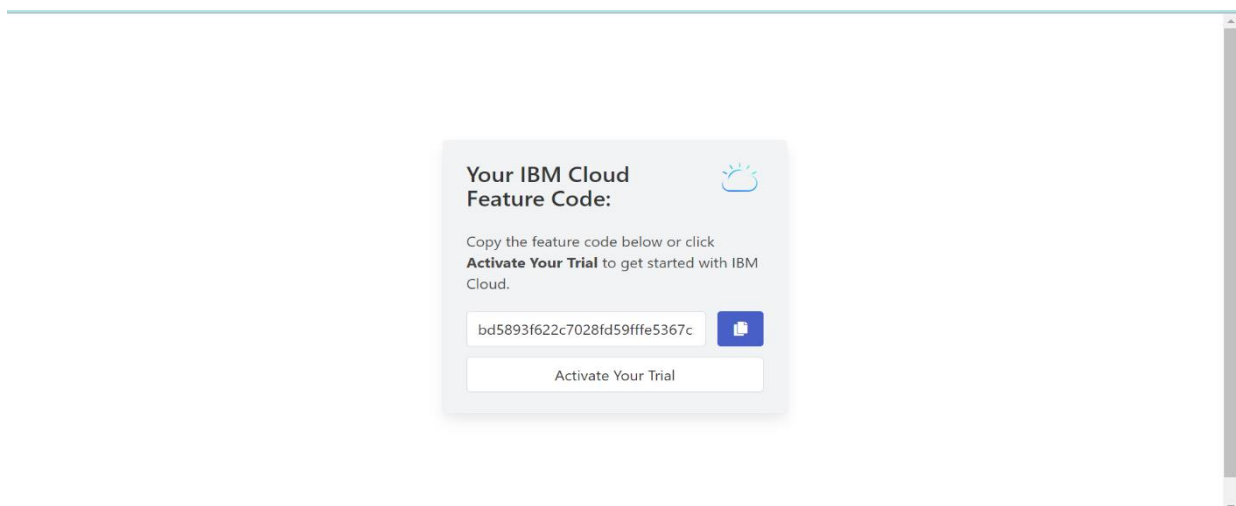 Your IBM Cloud
Feature Code:
Copy the feature code below or click
Activate Your Trial to get started with IBM
Cloud.
bd5893f622c7028fd59fffe5367c
Activate Your Trial